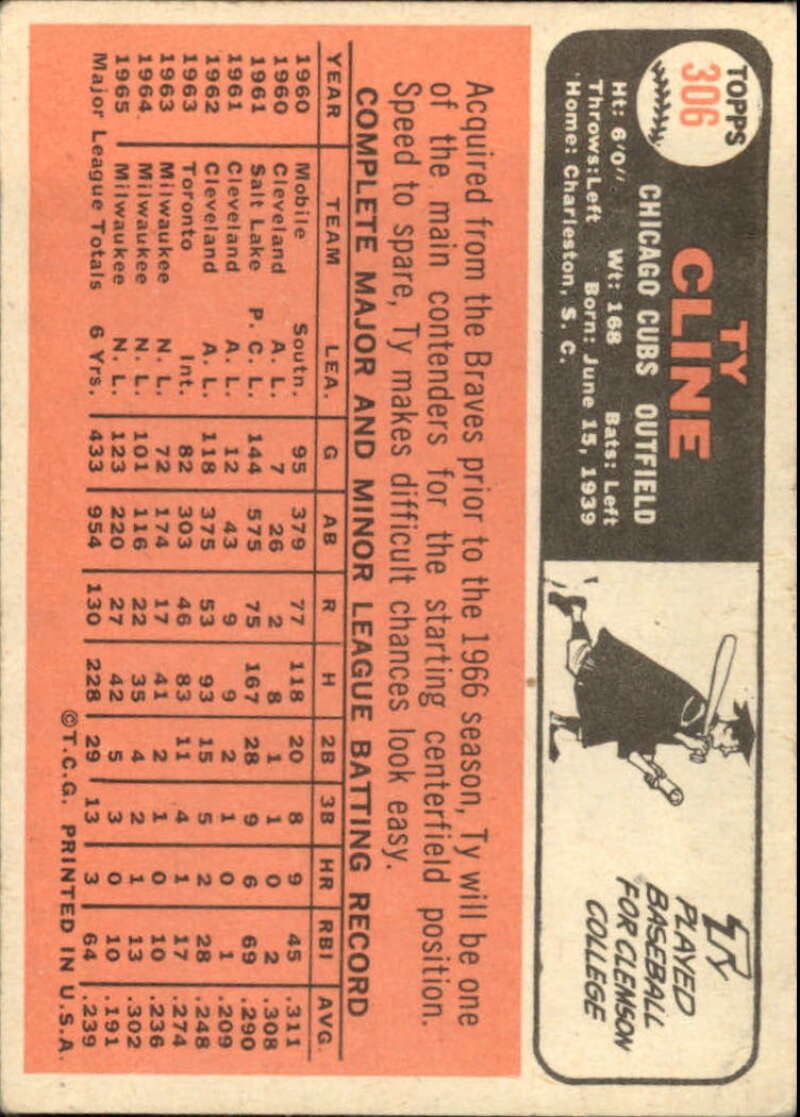 TOPPS
306
TY
CLINE
CHICAGO CUBS OUTFIELD
Ht: 6'0" Wt: 168 Bats: Left
Throws: Left Born: June 15, 1939
Home: Charleston, S. C.
TY
PLAYED
BASEBALL
FOR CLEMSON
COLLEGE
Acquired from the Braves prior to the 1966 season, Ty will be one
of the main contenders for the starting centerfield position.
Speed to spare, Ty makes difficult chances look easy.
COMPLETE MAJOR AND MINOR LEAGUE BATTING RECORD
YEAR TEAM LEA. G AB R H 2B 3B HR RBI AVG.
1960 Mobile Soutn. 95 379 77 118 20 8 9 45 .311
1960 Cleveland A. L. 7 26 2 8 1 1 0 2 .308
1961 Salt Lake P. C. L. 144 575 75 167 28 9 6 69 .290
1961 Cleveland A. L. 12 43 9 9 2 1 0 1 .209
1962 Cleveland A. L. 118 375 53 93 15 5 2 28 .248
1963 Toronto Int. 82 303 46 83 11 4 1 17 .274
1963 Milwaukee N. L. 72 174 17 41 2 1 0 10 .236
1964 Milwaukee N. L. 101 116 22 35 4 2 1 13 .302
1965 Milwaukee N. L. 123 220 27 42 5 3 0 10 .191
Major League Totals 6 Yrs. 433 954 130 228 29 13 3 64 .239
©T.C.G. PRINTED IN U.S.A.